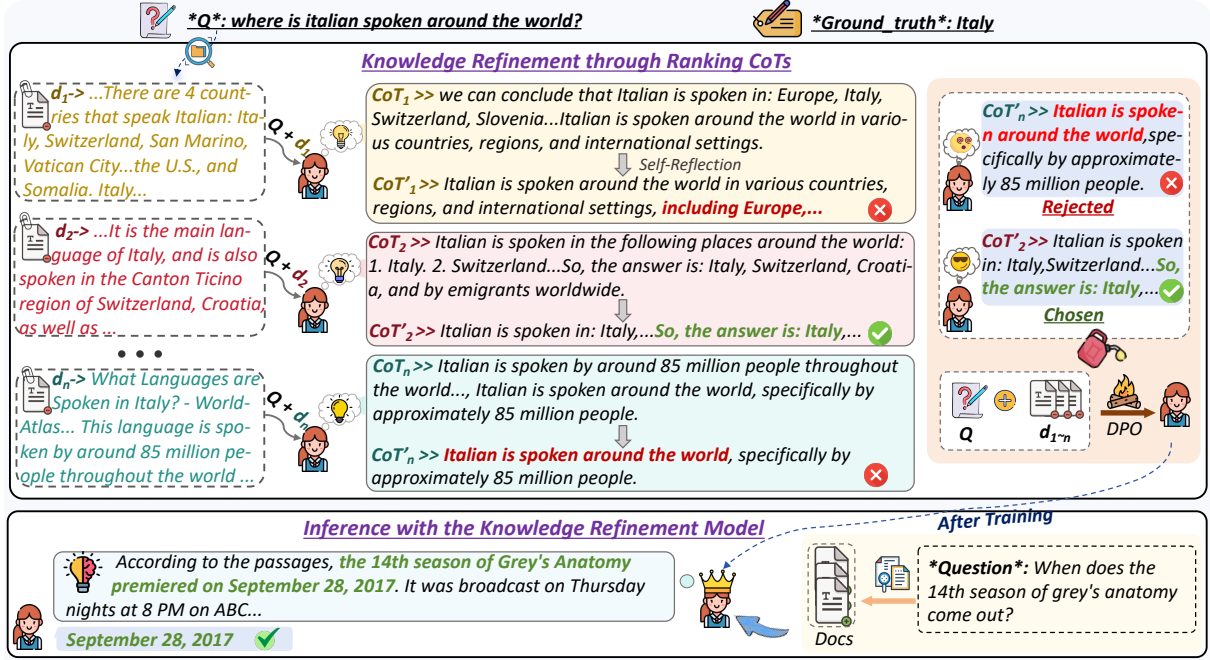 *Q*: where is italian spoken around the world?
*Ground_truth*: Italy
Knowledge Refinement through Ranking CoTs
d1-> ...There are 4 count-
ries that speak Italian: Ita-
ly, Switzerland, San Marino,
Vatican City...the U.S., and
Somalia. Italy...
Q + d1
CoT1 >> we can conclude that Italian is spoken in: Europe, Italy,
Switzerland, Slovenia...Italian is spoken around the world in vario-
us countries, regions, and international settings.
Self-Reflection
CoT'1 >> Italian is spoken around the world in various countries,
regions, and international settings, including Europe,...
d2-> ...It is the main lan-
guage of Italy, and is also
spoken in the Canton Ticino
region of Switzerland, Croatia,
as well as ...
Q + d2
CoT2 >> Italian is spoken in the following places around the world:
1. Italy. 2. Switzerland...So, the answer is: Italy, Switzerland, Croati-
a, and by emigrants worldwide.
CoT'2 >> Italian is spoken in: Italy,...So, the answer is: Italy,...
dn-> What Languages are
Spoken in Italy? - World-
Atlas... This language is spo-
ken by around 85 million pe-
ople throughout the world ...
Q + dn
CoTn >> Italian is spoken by around 85 million people throughout
the world..., Italian is spoken around the world, specifically by
approximately 85 million people.
CoT'n >> Italian is spoken around the world, specifically by
approximately 85 million people.
CoT'n >> Italian is spoke-
n around the world,spe-
cifically by approximate-
ly 85 million people.
Rejected
CoT'2 >> Italian is spoken
in: Italy,Switzerland...So,
the answer is: Italy,...
Chosen
Q
d1~n
DPO
After Training
Inference with the Knowledge Refinement Model
According to the passages, the 14th season of Grey's Anatomy
premiered on September 28, 2017. It was broadcast on Thursday
nights at 8 PM on ABC...
September 28, 2017
Docs
*Question*: When does the
14th season of grey's anatomy
come out?